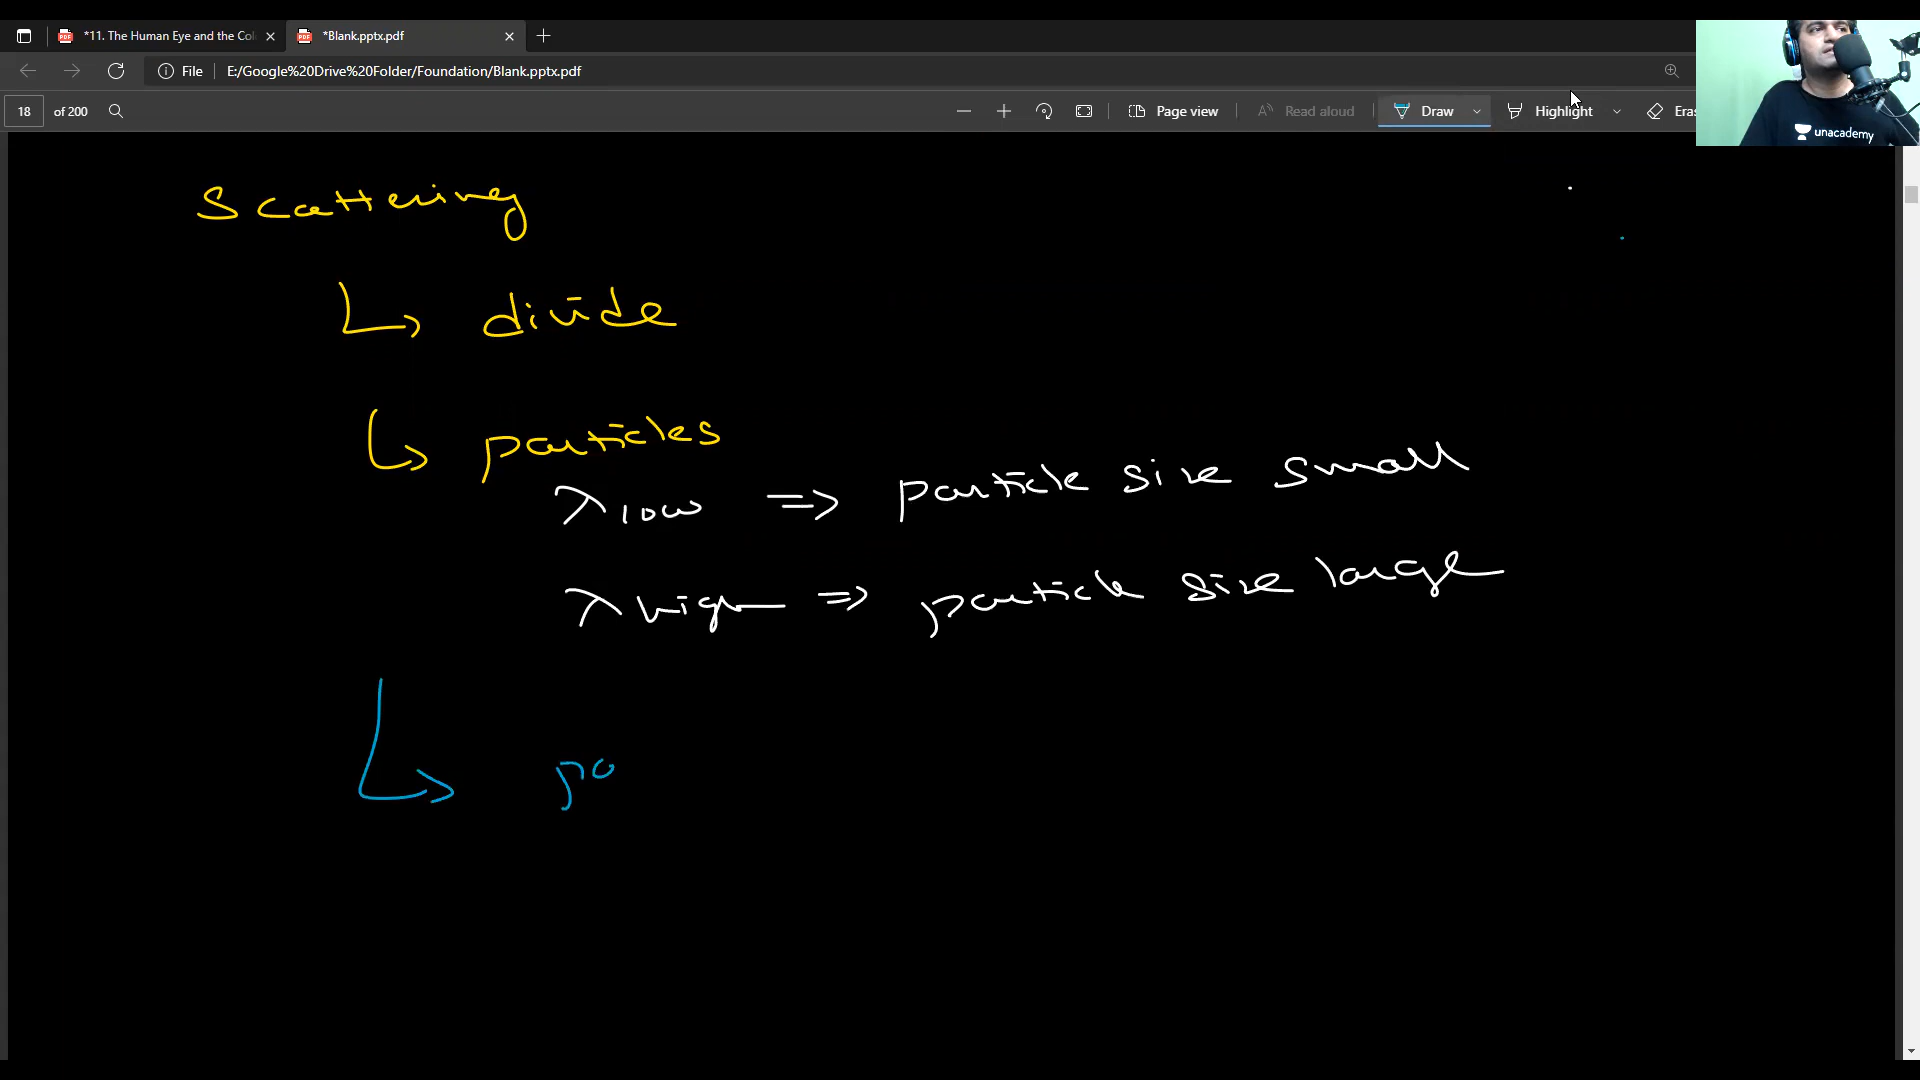 *11. The Human Eye and the Col
*Blank.pptx.pdf
File E:/Google%20Drive%20Folder/Foundation/Blank.pptx.pdf
18 of 200 Page view Read aloud Draw Highlight Eras
unacademy
Scattering
divide
particles
λ low => particle size small
λ high => particle size large
pa